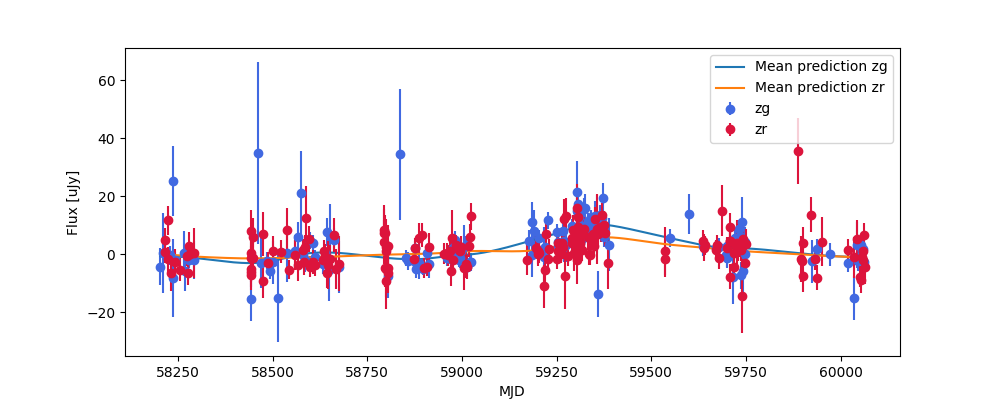 Mean prediction zg
Mean prediction zr
zg
zr
Flux [uJy]
60
40
20
0
−20
58250 58500 58750 59000 59250 59500 59750 60000
MJD